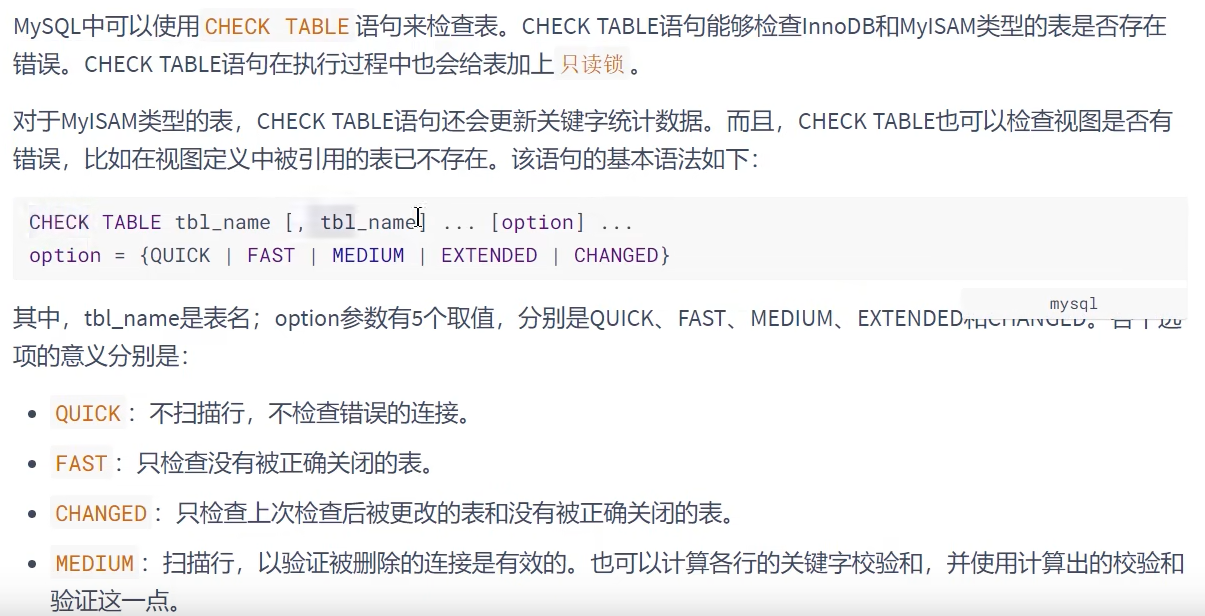 MySQL中可以使用 CHECK TABLE 语句来检查表。CHECK TABLE语句能够检查InnoDB和MyISAM类型的表是否存在
错误。CHECK TABLE语句在执行过程中也会给表加上 只读锁 。
对于MyISAM类型的表，CHECK TABLE语句还会更新关键字统计数据。而且，CHECK TABLE也可以检查视图是否有
错误，比如在视图定义中被引用的表已不存在。该语句的基本语法如下：
CHECK TABLE tbl_name [, tbl_name] ... [option] ...
option = {QUICK | FAST | MEDIUM | EXTENDED | CHANGED}
mysql
其中，tbl_name是表名；option参数有5个取值，分别是QUICK、FAST、MEDIUM、EXTENDED和CHANGED。各个选
项的意义分别是：
QUICK ：不扫描行，不检查错误的连接。
FAST ：只检查没有被正确关闭的表。
CHANGED ：只检查上次检查后被更改的表和没有被正确关闭的表。
MEDIUM ：扫描行，以验证被删除的连接是有效的。也可以计算各行的关键字校验和，并使用计算出的校验和
验证这一点。